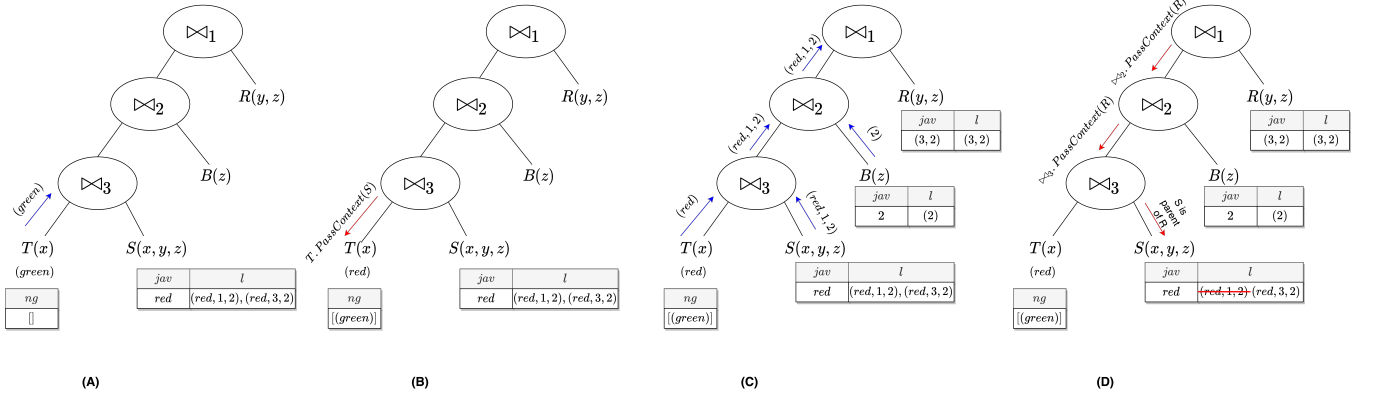 ⋈1
⋈2
R(y, z)
⋈3
B(z)
(green)
T(x)
S(x, y, z)
(green)
jav l
red (red, 1, 2), (red, 3, 2)
ng
[]
(A)
⋈1
⋈2
R(y, z)
⋈3
B(z)
T.PassContext(S)
T(x)
S(x, y, z)
(red)
jav l
red (red, 1, 2), (red, 3, 2)
ng
[(green)]
(B)
⋈1
(red, 1, 2)
⋈2
R(y, z)
jav l
(3, 2) (3, 2)
(red, 1, 2)
(2)
⋈3
B(z)
jav l
2 (2)
(red)
(red, 1, 2)
T(x)
S(x, y, z)
(red)
jav l
red (red, 1, 2), (red, 3, 2)
ng
[(green)]
(C)
⋈1
⋈2.PassContext(R)
⋈2
R(y, z)
jav l
(3, 2) (3, 2)
⋈3.PassContext(R)
⋈3
B(z)
jav l
2 (2)
S is
parent
of R
T(x)
S(x, y, z)
(red)
jav l
red (red, 1, 2) (red, 3, 2)
ng
[(green)]
(D)